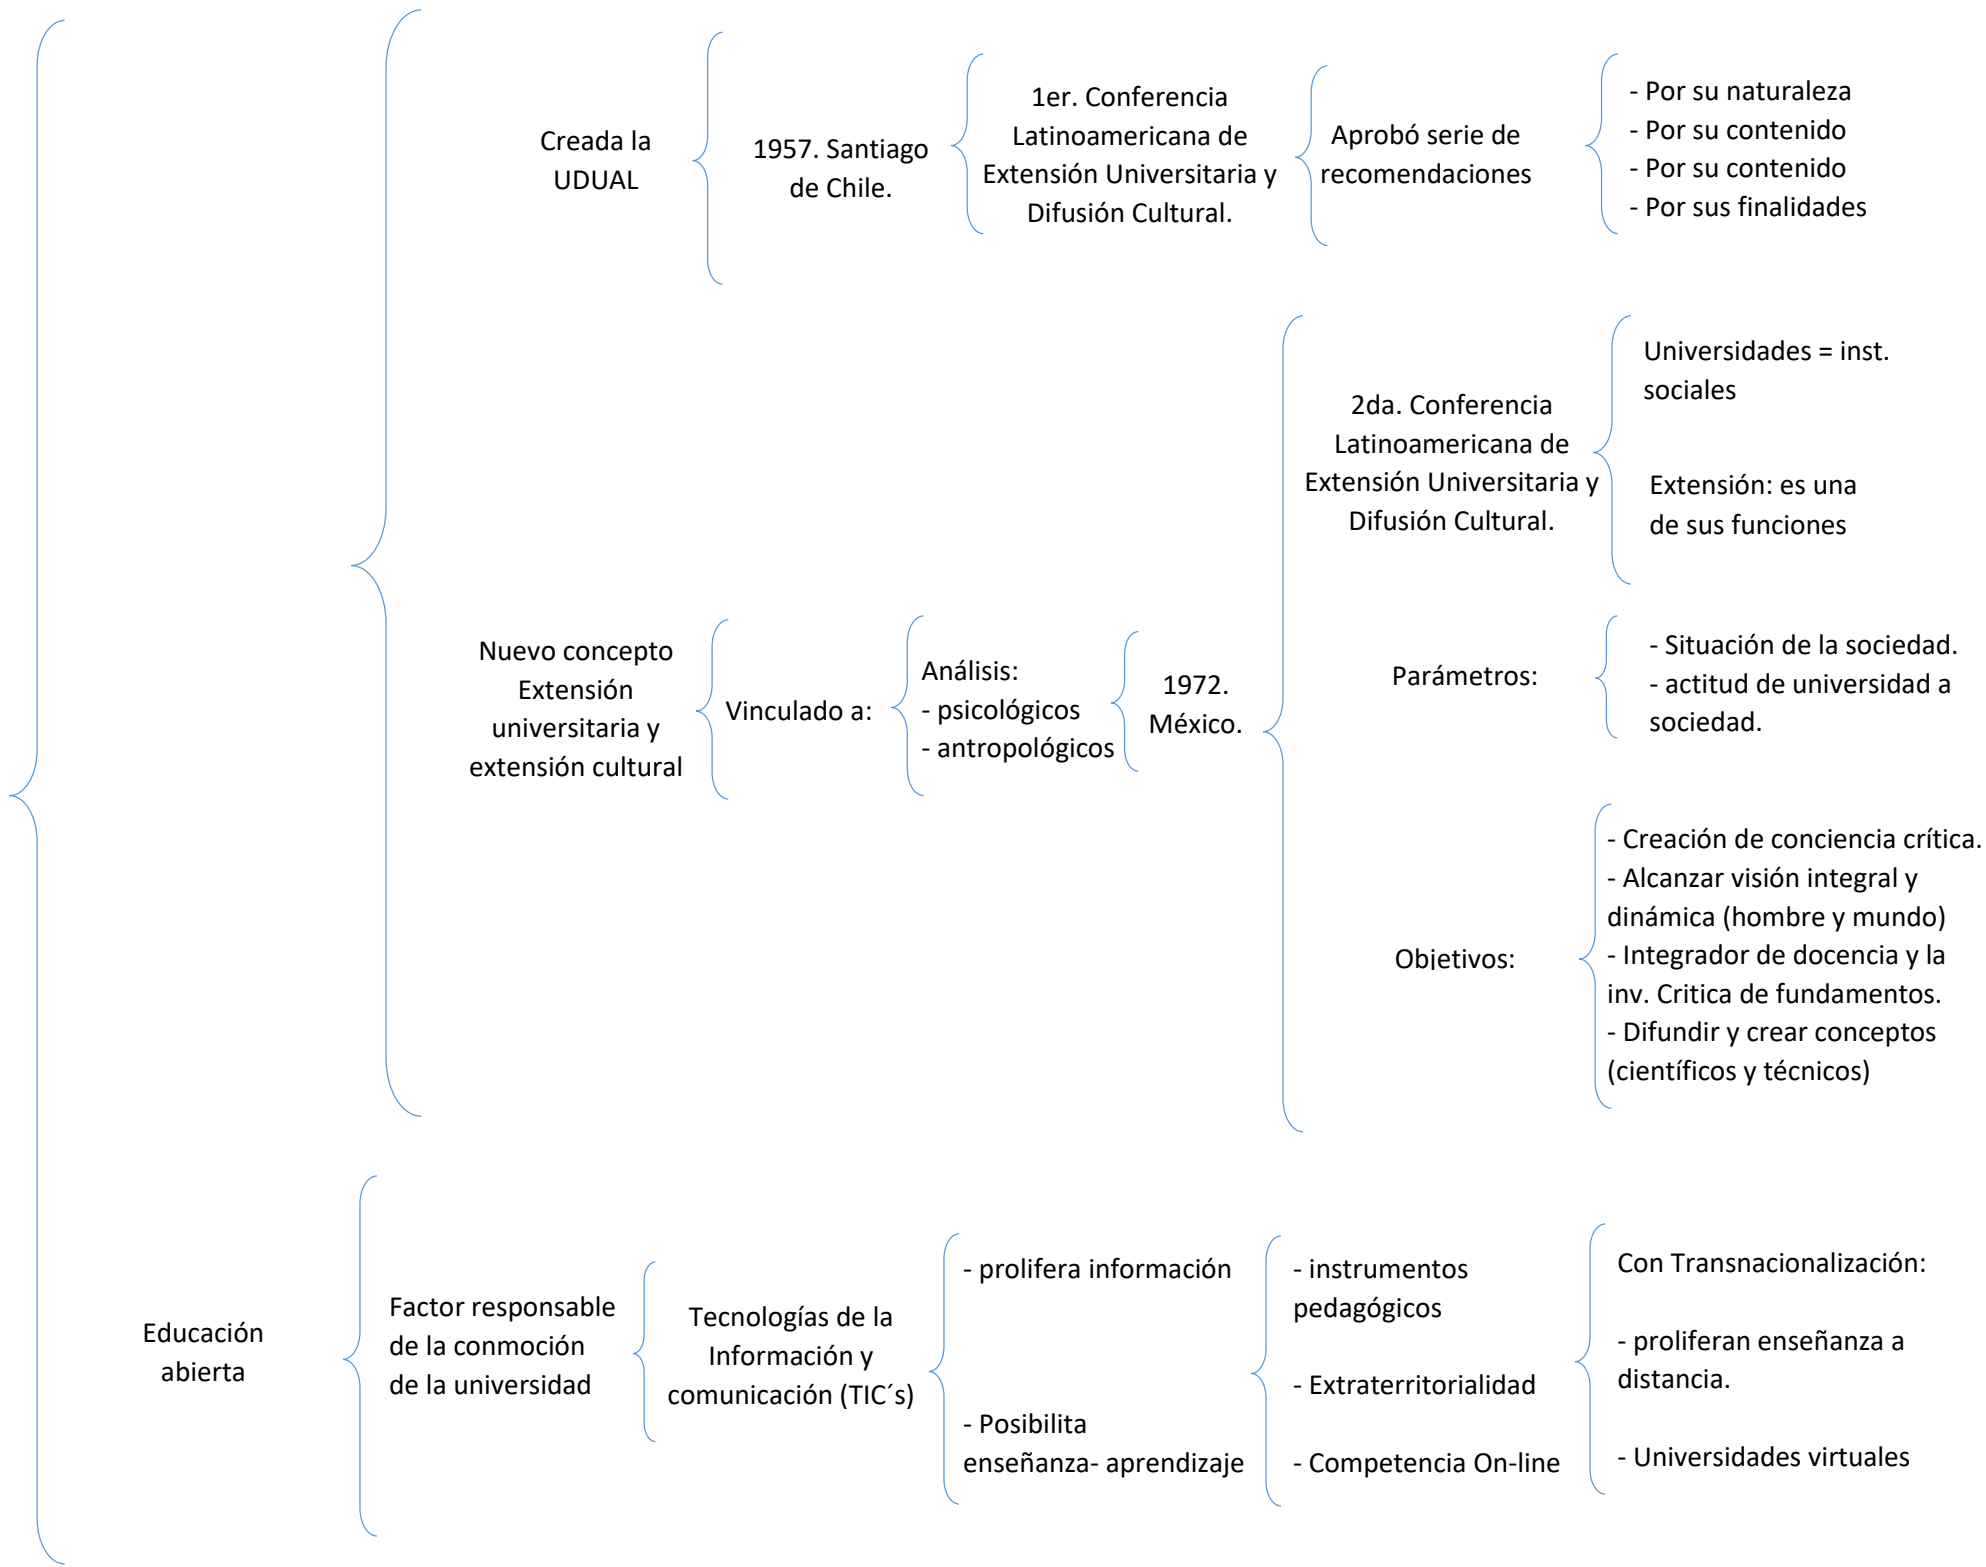 Creada la
UDUAL
1957. Santiago
de Chile.
1er. Conferencia
Latinoamericana de
Extensión Universitaria y
Difusión Cultural.
Aprobó serie de
recomendaciones
- Por su naturaleza
- Por su contenido
- Por su contenido
- Por sus finalidades
Nuevo concepto
Extensión
universitaria y
extensión cultural
Vinculado a:
Análisis:
- psicológicos
- antropológicos
1972.
México.
2da. Conferencia
Latinoamericana de
Extensión Universitaria y
Difusión Cultural.
Universidades = inst.
sociales
Extensión: es una
de sus funciones
Parámetros:
- Situación de la sociedad.
- actitud de universidad a
sociedad.
Objetivos:
- Creación de conciencia crítica.
- Alcanzar visión integral y
dinámica (hombre y mundo)
- Integrador de docencia y la
inv. Critica de fundamentos.
- Difundir y crear conceptos
(científicos y técnicos)
Educación
abierta
Factor responsable
de la conmoción
de la universidad
Tecnologías de la
Información y
comunicación (TIC´s)
- prolifera información
- Posibilita
enseñanza- aprendizaje
- instrumentos
pedagógicos
- Extraterritorialidad
- Competencia On-line
Con Transnacionalización:
- proliferan enseñanza a
distancia.
- Universidades virtuales